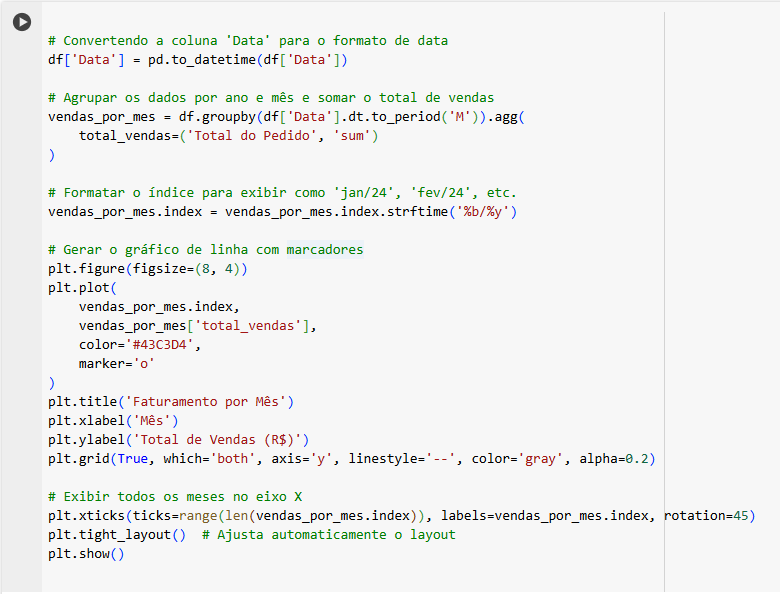 # Convertendo a coluna 'Data' para o formato de data
df['Data'] = pd.to_datetime(df['Data'])
# Agrupar os dados por ano e mês e somar o total de vendas
vendas_por_mes = df.groupby(df['Data'].dt.to_period('M')).agg(
    total_vendas=('Total do Pedido', 'sum')
)
# Formatar o índice para exibir como 'jan/24', 'fev/24', etc.
vendas_por_mes.index = vendas_por_mes.index.strftime('%b/%y')
# Gerar o gráfico de linha com marcadores
plt.figure(figsize=(8, 4))
plt.plot(
    vendas_por_mes.index,
    vendas_por_mes['total_vendas'],
    color='#43C3D4',
    marker='o'
)
plt.title('Faturamento por Mês')
plt.xlabel('Mês')
plt.ylabel('Total de Vendas (R$)')
plt.grid(True, which='both', axis='y', linestyle='--', color='gray', alpha=0.2)
# Exibir todos os meses no eixo X
plt.xticks(ticks=range(len(vendas_por_mes.index)), labels=vendas_por_mes.index, rotation=45)
plt.tight_layout()  # Ajusta automaticamente o layout
plt.show()